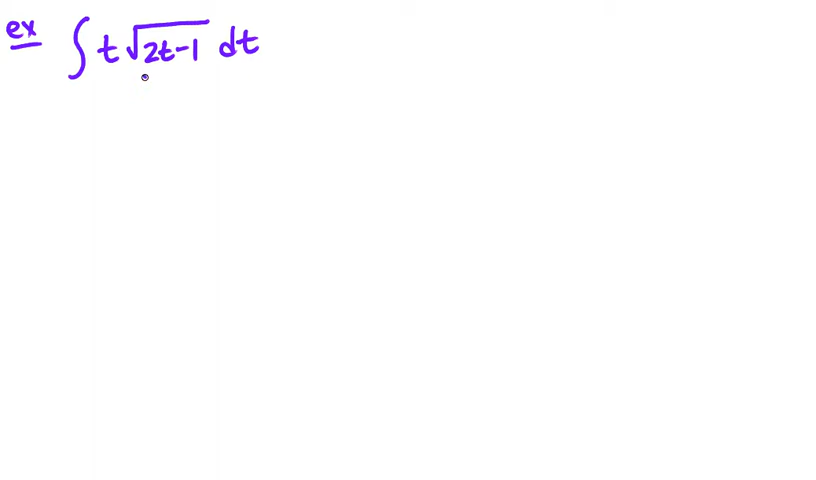 ex ∫ t √(2t-1) dt